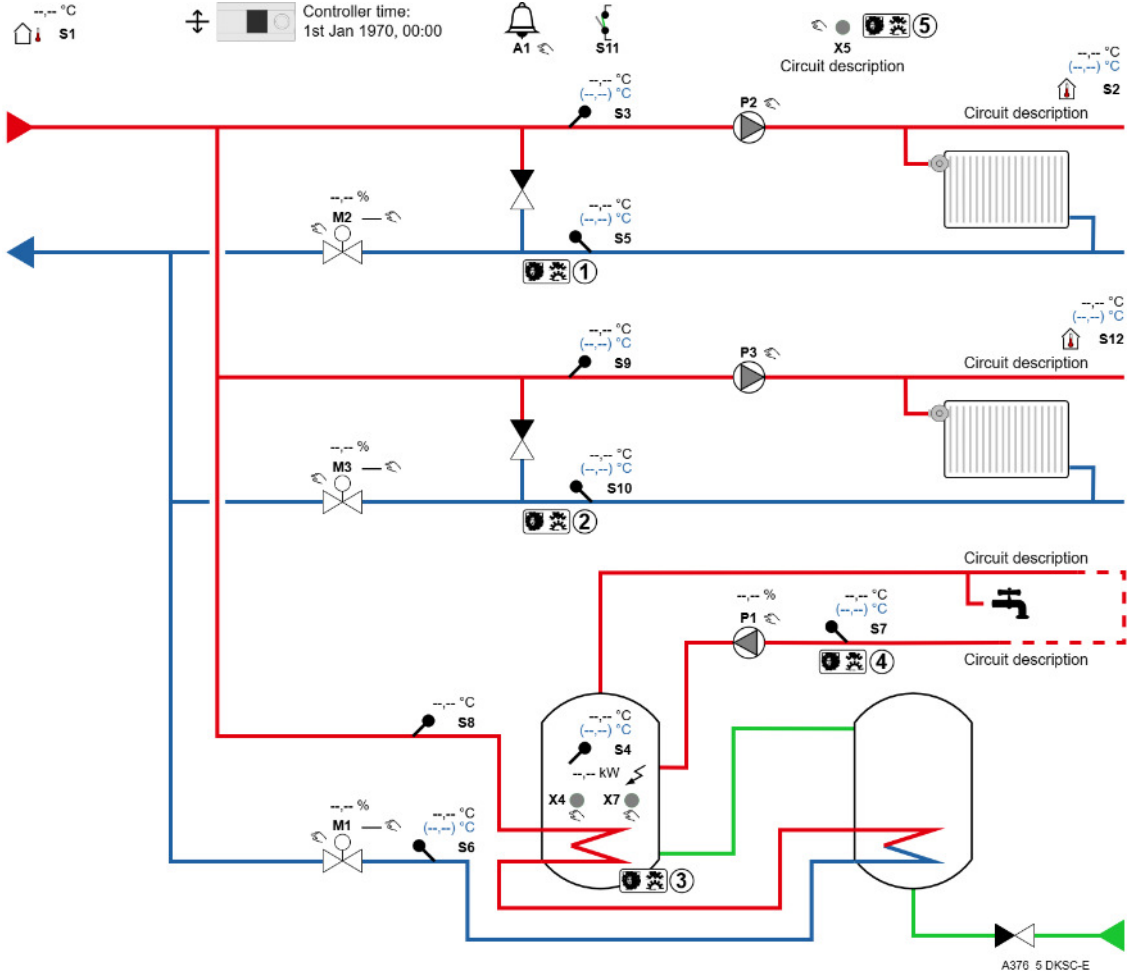 --,-- °C
S1
Controller time:
1st Jan 1970, 00:00
A1
S11
X5
5
Circuit description
--,-- °C
(--,--) °C
S2
Circuit description
--,-- °C
(--,--) °C
S3
P2
--,-- %
M2
--,-- °C
(--,--) °C
S5
1
--,-- °C
(--,--) °C
S12
Circuit description
--,-- °C
(--,--) °C
S9
P3
--,-- %
M3
--,-- °C
(--,--) °C
S10
2
Circuit description
--,-- %
P1
--,-- °C
(--,--) °C
S7
4
Circuit description
--,-- °C
S8
--,-- °C
(--,--) °C
S4
--,-- kW
X4
X7
--,-- %
M1
--,-- °C
(--,--) °C
S6
3
A376_5 DKSC-E